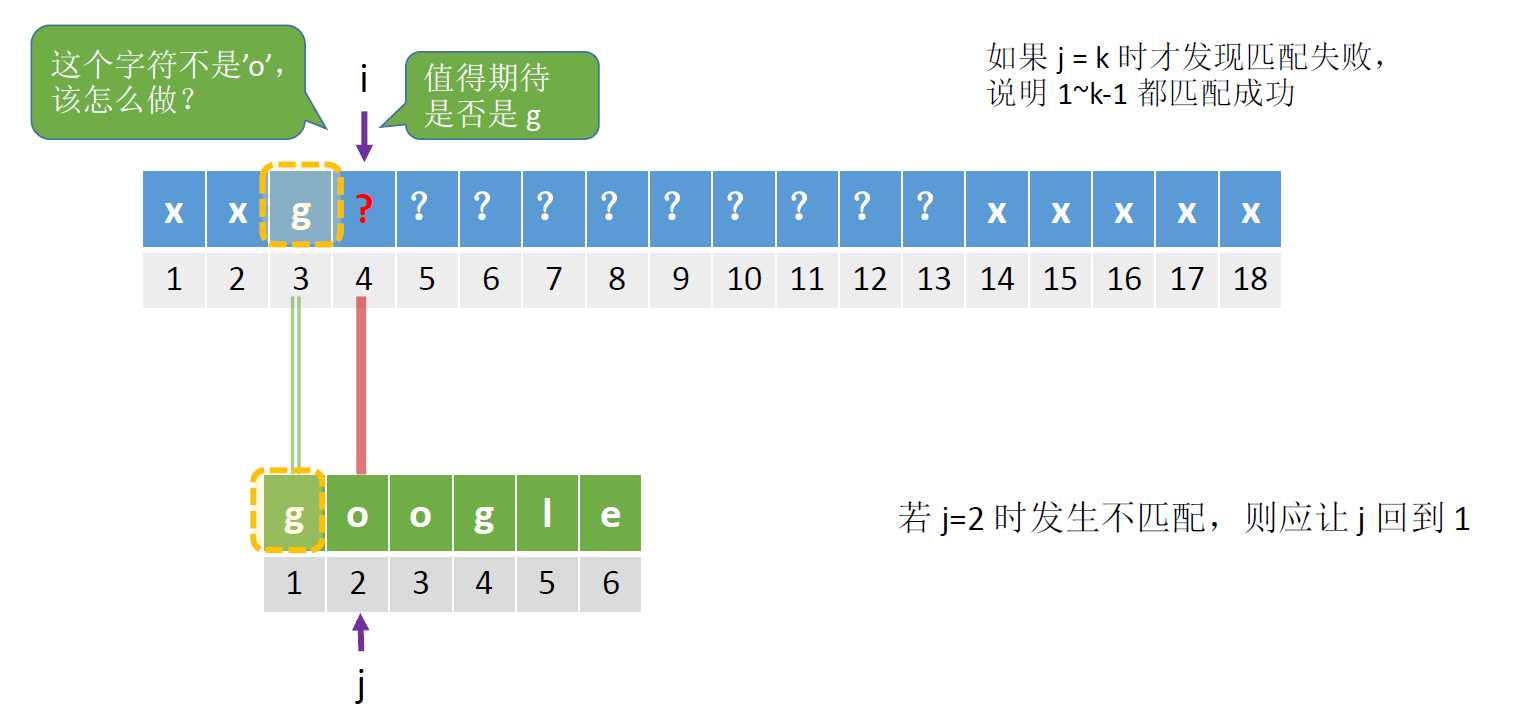 这个字符不是’o’，
该怎么做？
i
值得期待
是否是 g
如果 j = k 时才发现匹配失败，
说明 1~k-1 都匹配成功
x x g ? ? ? ? ? ? ? ? ? ? x x x x x
1 2 3 4 5 6 7 8 9 10 11 12 13 14 15 16 17 18
g o o g l e
1 2 3 4 5 6
若 j=2 时发生不匹配，则应让 j 回到 1
j